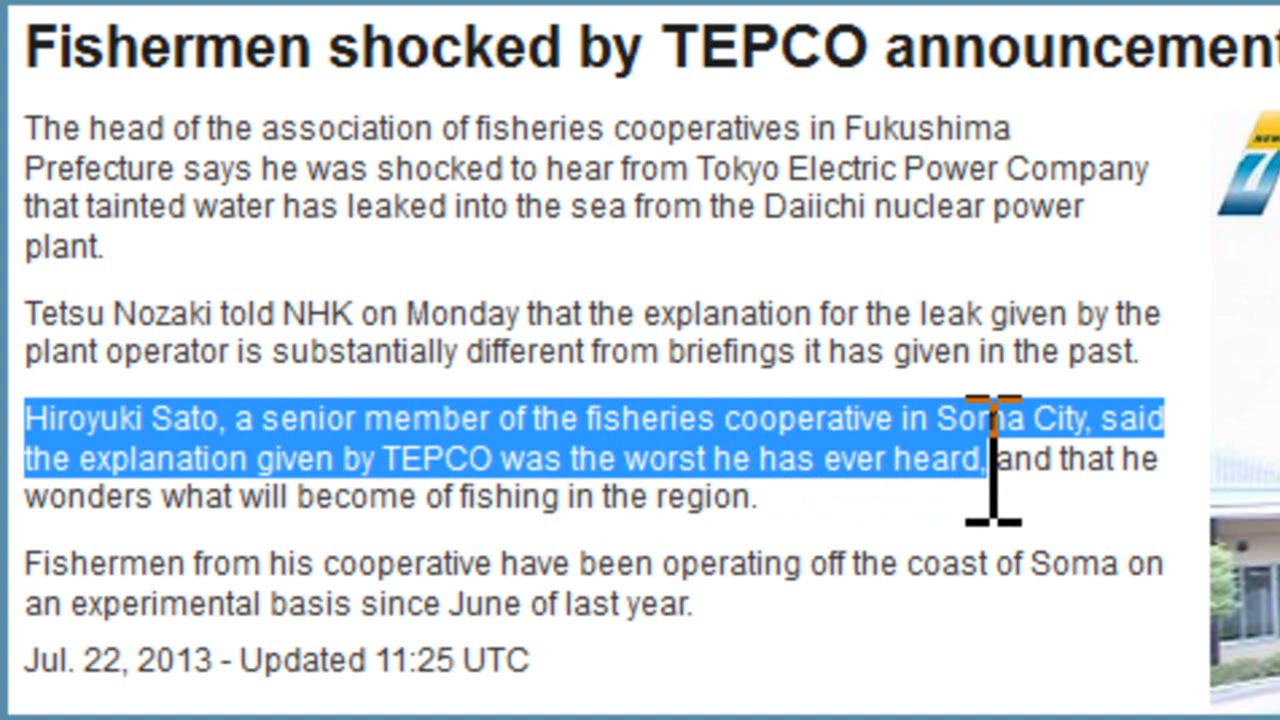 Fishermen shocked by TEPCO announcement
The head of the association of fisheries cooperatives in Fukushima
Prefecture says he was shocked to hear from Tokyo Electric Power Company
that tainted water has leaked into the sea from the Daiichi nuclear power
plant.
Tetsu Nozaki told NHK on Monday that the explanation for the leak given by the
plant operator is substantially different from briefings it has given in the past.
Hiroyuki Sato, a senior member of the fisheries cooperative in Soma City, said
the explanation given by TEPCO was the worst he has ever heard, and that he
wonders what will become of fishing in the region.
Fishermen from his cooperative have been operating off the coast of Soma on
an experimental basis since June of last year.
Jul. 22, 2013 - Updated 11:25 UTC
NEW
7